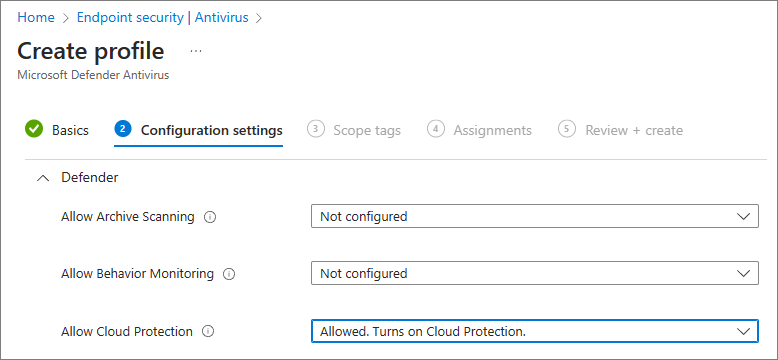 Home > Endpoint security | Antivirus >
Create profile ...
Microsoft Defender Antivirus
Basics 2 Configuration settings 3 Scope tags 4 Assignments 5 Review + create
Defender
Allow Archive Scanning Not configured
Allow Behavior Monitoring Not configured
Allow Cloud Protection Allowed. Turns on Cloud Protection.